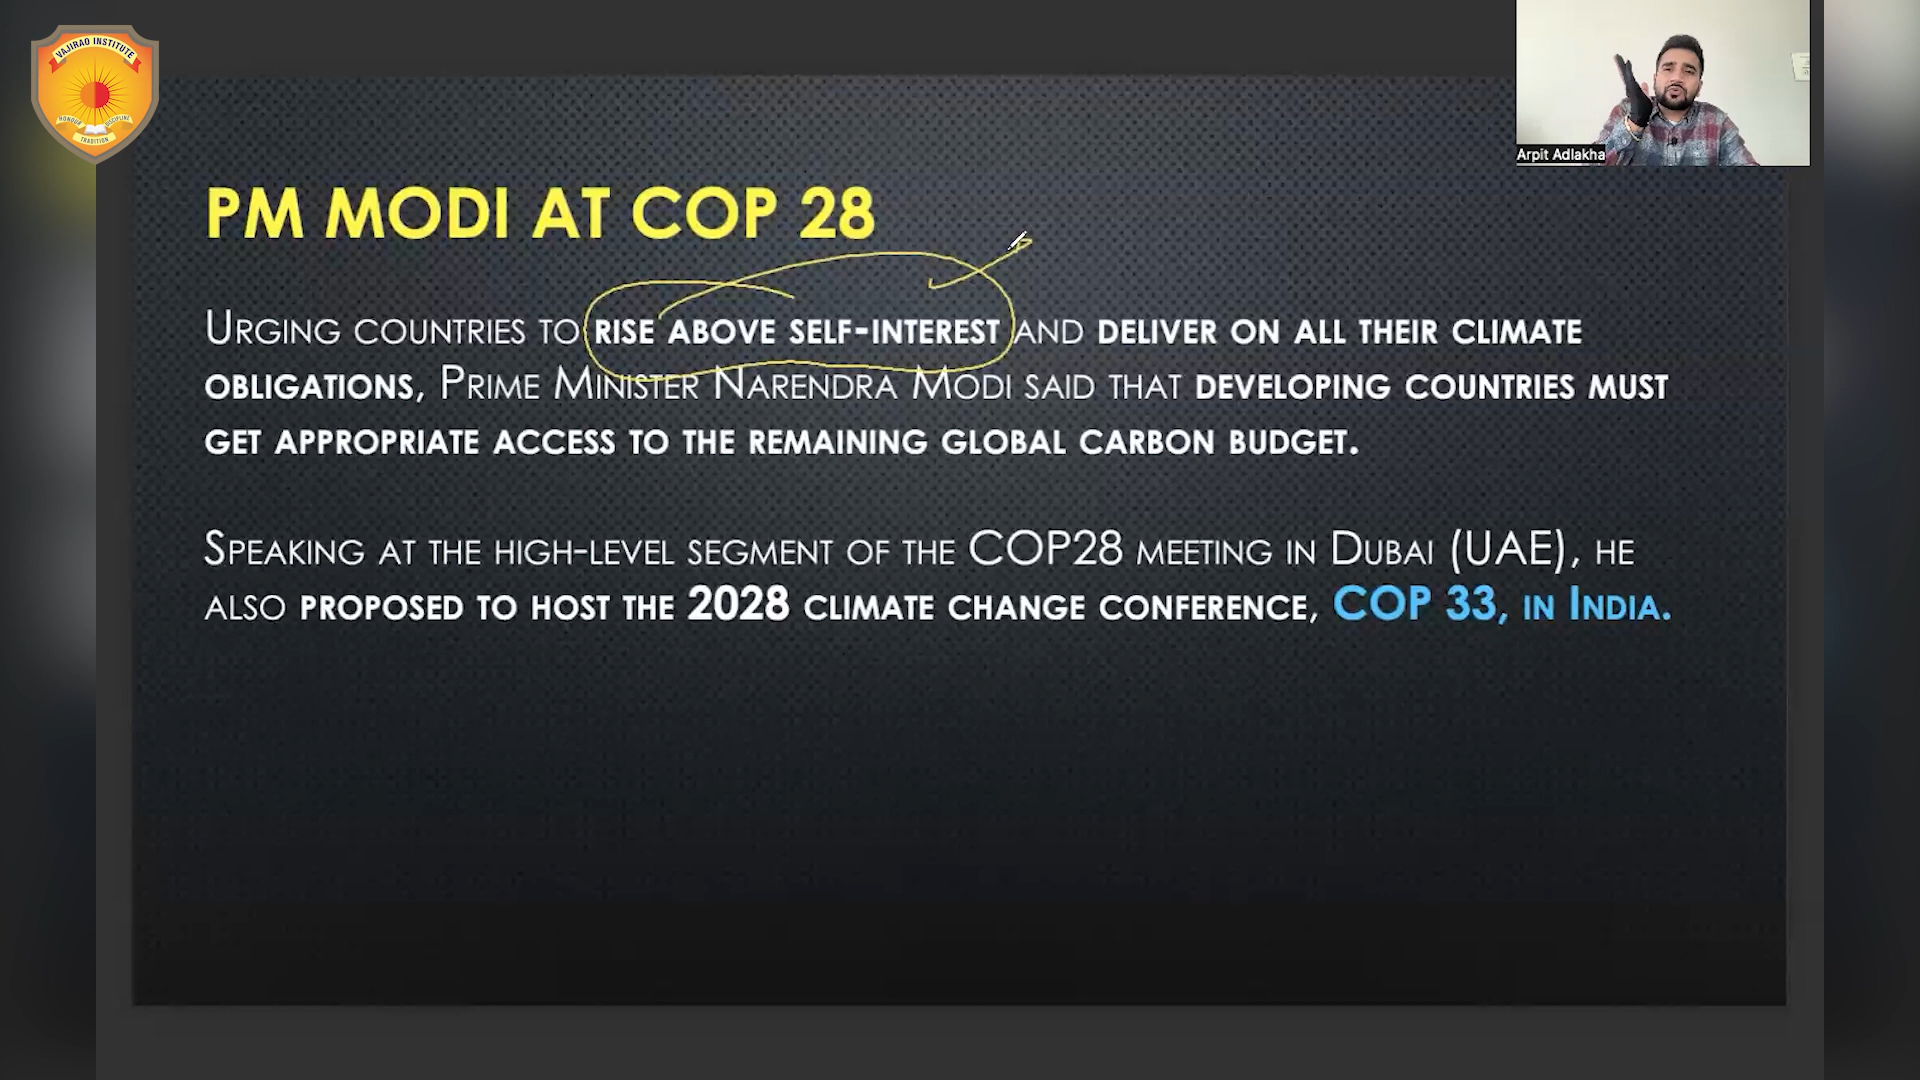 VAJIRAO INSTITUTE
HONOUR
DISCIPLINE
TRADITION
Arpit Adlakha
PM MODI AT COP 28
URGING COUNTRIES TO RISE ABOVE SELF-INTEREST AND DELIVER ON ALL THEIR CLIMATE
OBLIGATIONS, PRIME MINISTER NARENDRA MODI SAID THAT DEVELOPING COUNTRIES MUST
GET APPROPRIATE ACCESS TO THE REMAINING GLOBAL CARBON BUDGET.
SPEAKING AT THE HIGH-LEVEL SEGMENT OF THE COP28 MEETING IN DUBAI (UAE), HE
ALSO PROPOSED TO HOST THE 2028 CLIMATE CHANGE CONFERENCE, COP 33, IN INDIA.